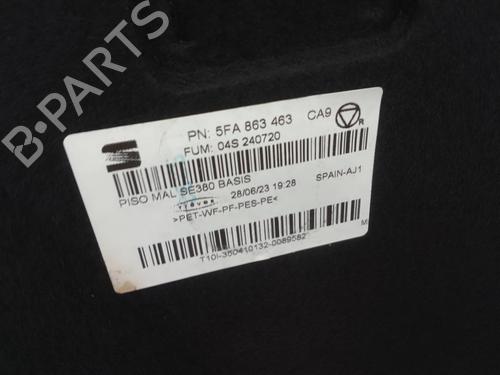 PN: 5FA 863 463 CA9
FUM: 04S 240720 R
PISO MAL SE380 BASIS
28/06/23 19:28 SPAIN-AJ1
>PET-WF-PF-PES-PE<
T10I-350410132-0089582
M
B-PARTS